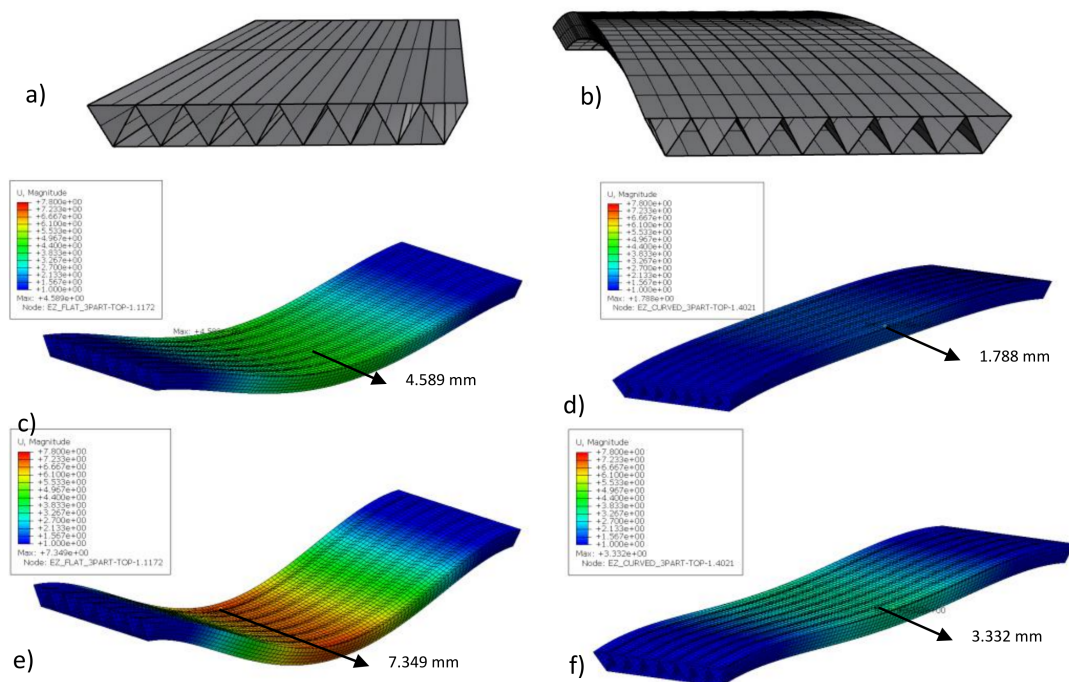 a)
b)
U, Magnitude
+7.800e+00
+7.233e+00
+6.667e+00
+6.100e+00
+5.533e+00
+4.967e+00
+4.400e+00
+3.833e+00
+3.267e+00
+2.700e+00
+2.133e+00
+1.567e+00
+1.000e+00
Max: +4.589e+00
Node: EZ_FLAT_3PART-TOP-1.1172
4.589 mm
c)
U, Magnitude
+7.800e+00
+7.233e+00
+6.667e+00
+6.100e+00
+5.533e+00
+4.967e+00
+4.400e+00
+3.833e+00
+3.267e+00
+2.700e+00
+2.133e+00
+1.567e+00
+1.000e+00
Max: +1.788e+00
Node: EZ_CURVED_3PART-TOP-1.4021
1.788 mm
d)
U, Magnitude
+7.800e+00
+7.233e+00
+6.667e+00
+6.100e+00
+5.533e+00
+4.967e+00
+4.400e+00
+3.833e+00
+3.267e+00
+2.700e+00
+2.133e+00
+1.567e+00
+1.000e+00
Max: +7.349e+00
Node: EZ_FLAT_3PART-TOP-1.1172
7.349 mm
e)
U, Magnitude
+7.800e+00
+7.233e+00
+6.667e+00
+6.100e+00
+5.533e+00
+4.967e+00
+4.400e+00
+3.833e+00
+3.267e+00
+2.700e+00
+2.133e+00
+1.567e+00
+1.000e+00
Max: +3.332e+00
Node: EZ_CURVED_3PART-TOP-1.4021
3.332 mm
f)